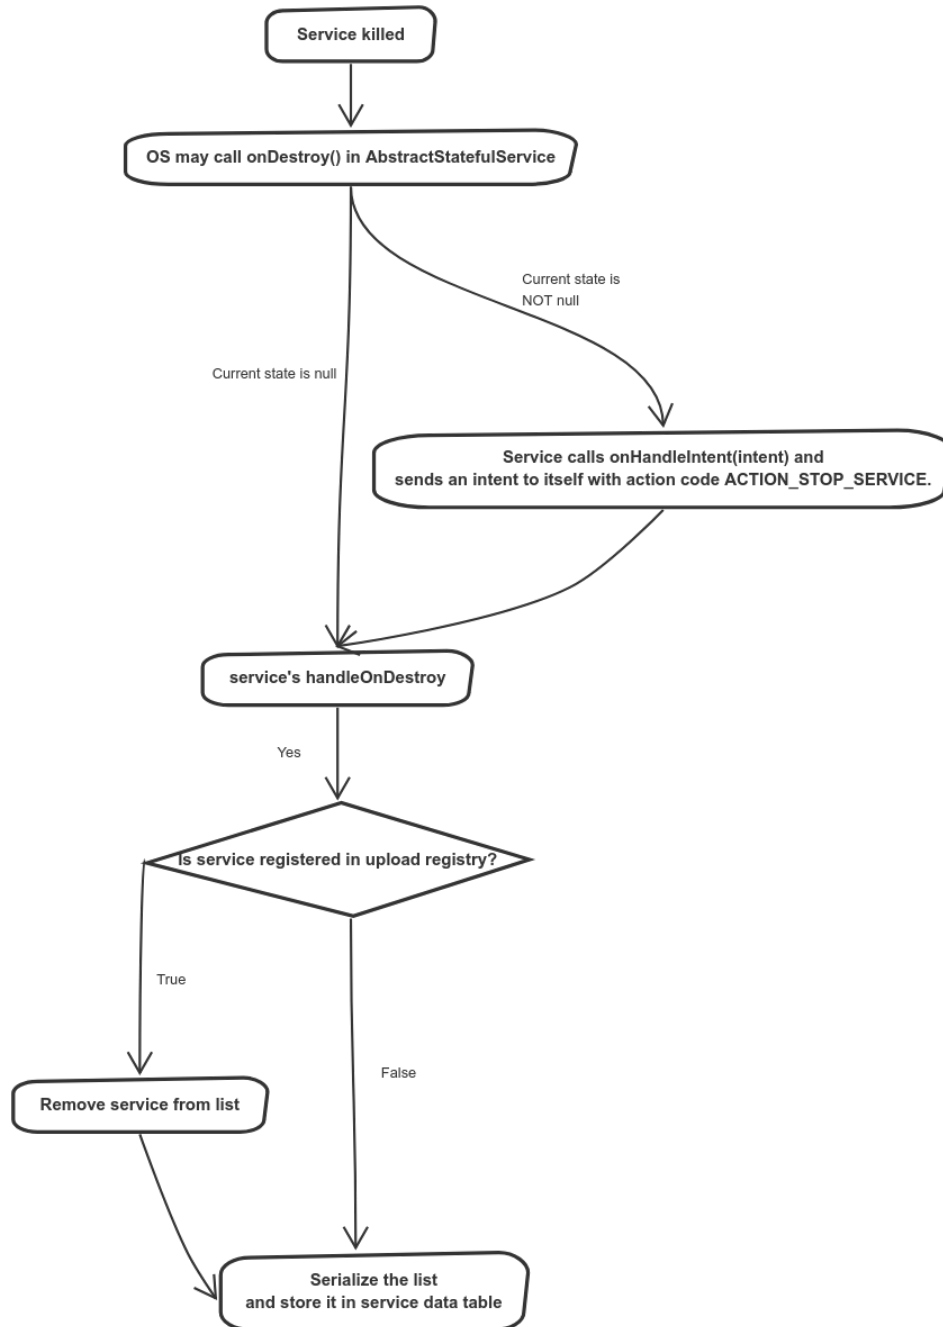 Service killed
OS may call onDestroy() in AbstractStatefulService
Current state is
NOT null
Current state is null
Service calls onHandleIntent(intent) and
sends an intent to itself with action code ACTION_STOP_SERVICE.
service's handleOnDestroy
Yes
Is service registered in upload registry?
True
False
Remove service from list
Serialize the list
and store it in service data table